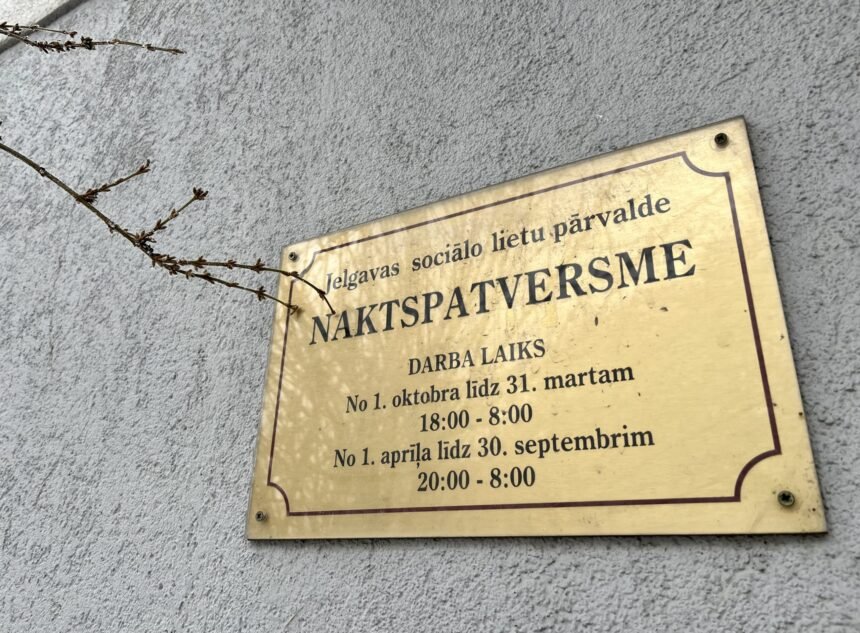 Jelgavas sociālo lietu pārvalde
NAKTSPATVERSME
DARBA LAIKS
No 1. oktobra līdz 31. martam
18:00 - 8:00
No 1. aprīļa līdz 30. septembrim
20:00 - 8:00